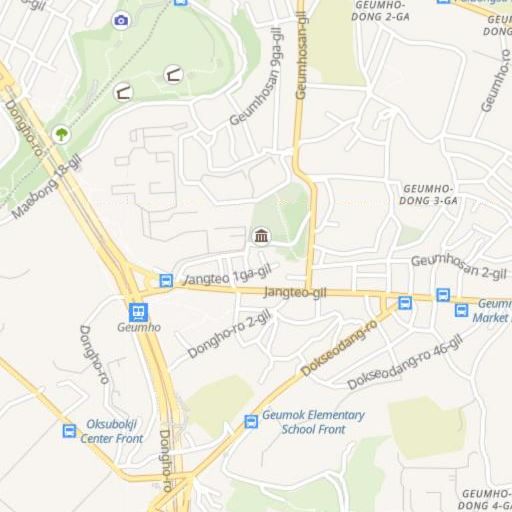 GEUMHO-
DONG 2-GA
Geumhosan-gil
Geumhosan 9ga-gil
Geumho-ro
Dongho-ro
Maebong 18-gil
GEUMHO-
DONG 3-GA
Geumhosan 2-gil
Jangteo 1ga-gil
Jangteo-gil
Geumho
Dongho-ro 2-gil
Dokseodang-ro
Dokseodang-ro 46-gil
Market
Dongho-ro
Oksubokji
Center Front
Geumok Elementary
School Front
Dongho-ro
GEUMHO-
DONG 4-GA